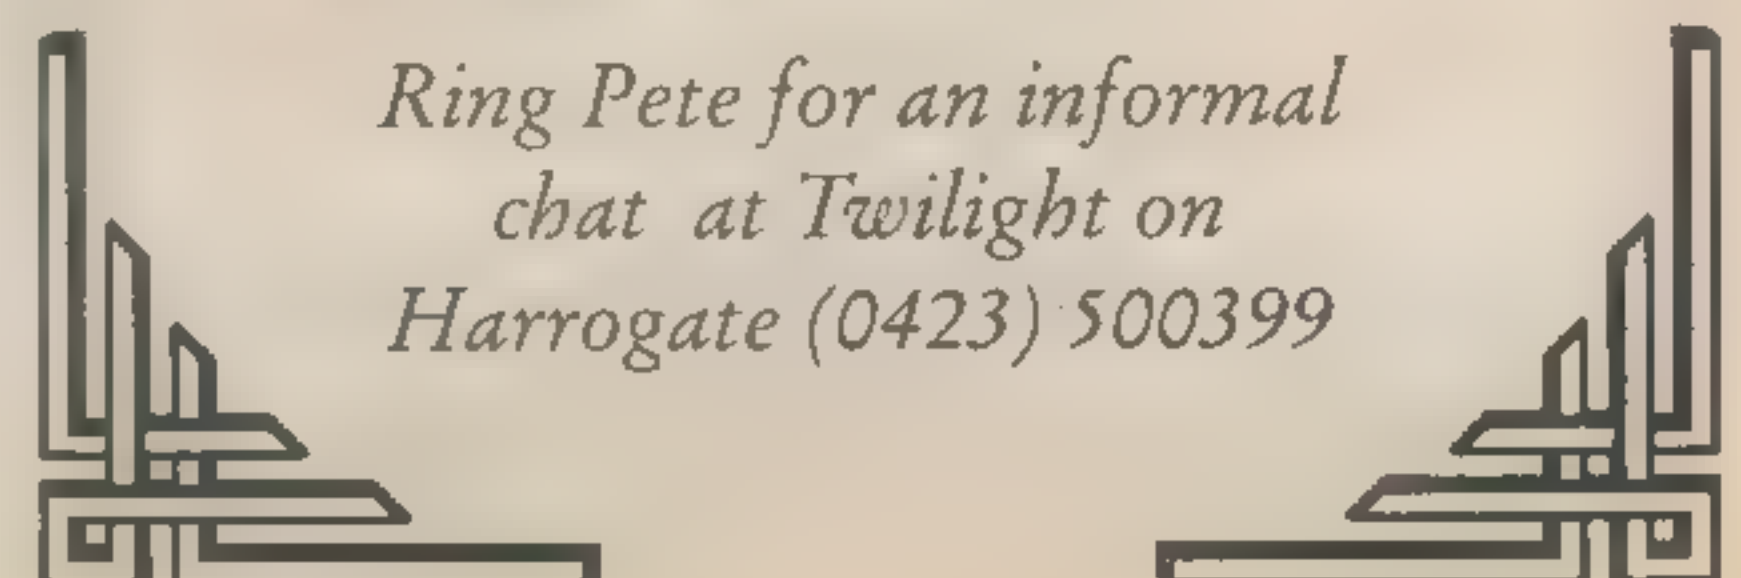 Ring Pete for an informal
chat at Twilight on
Harrogate (0423) 500399